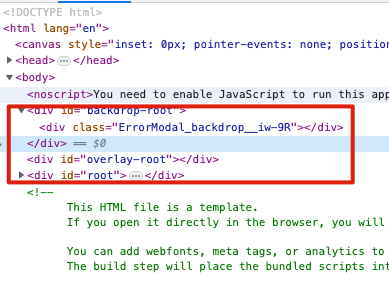 <!DOCTYPE html>
<html lang="en">
<canvas style="inset: 0px; pointer-events: none; position
<head>⋯</head>
<body>
<noscript>You need to enable JavaScript to run this app
<div id="backdrop-root">
<div class="ErrorModal_backdrop__iw-9R"></div>
</div> == $0
<div id="overlay-root"></div>
<div id="root">⋯</div>
<!--
This HTML file is a template.
If you open it directly in the browser, you will
You can add webfonts, meta tags, or analytics to
The build step will place the bundled scripts int